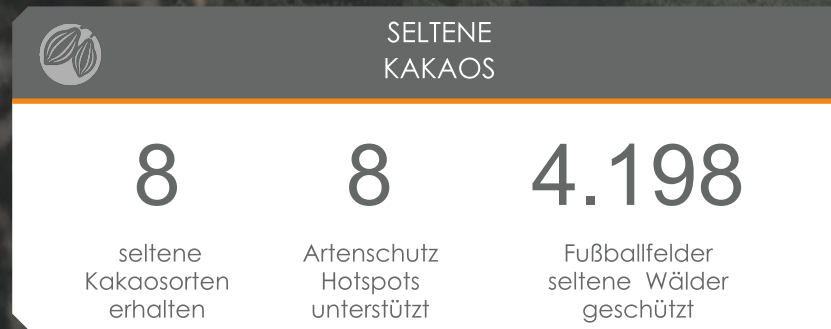 SELTENE
KAKAOS
8
seltene
Kakaosorten
erhalten
8
Artenschutz
Hotspots
unterstützt
4.198
Fußballfelder
seltene Wälder
geschützt